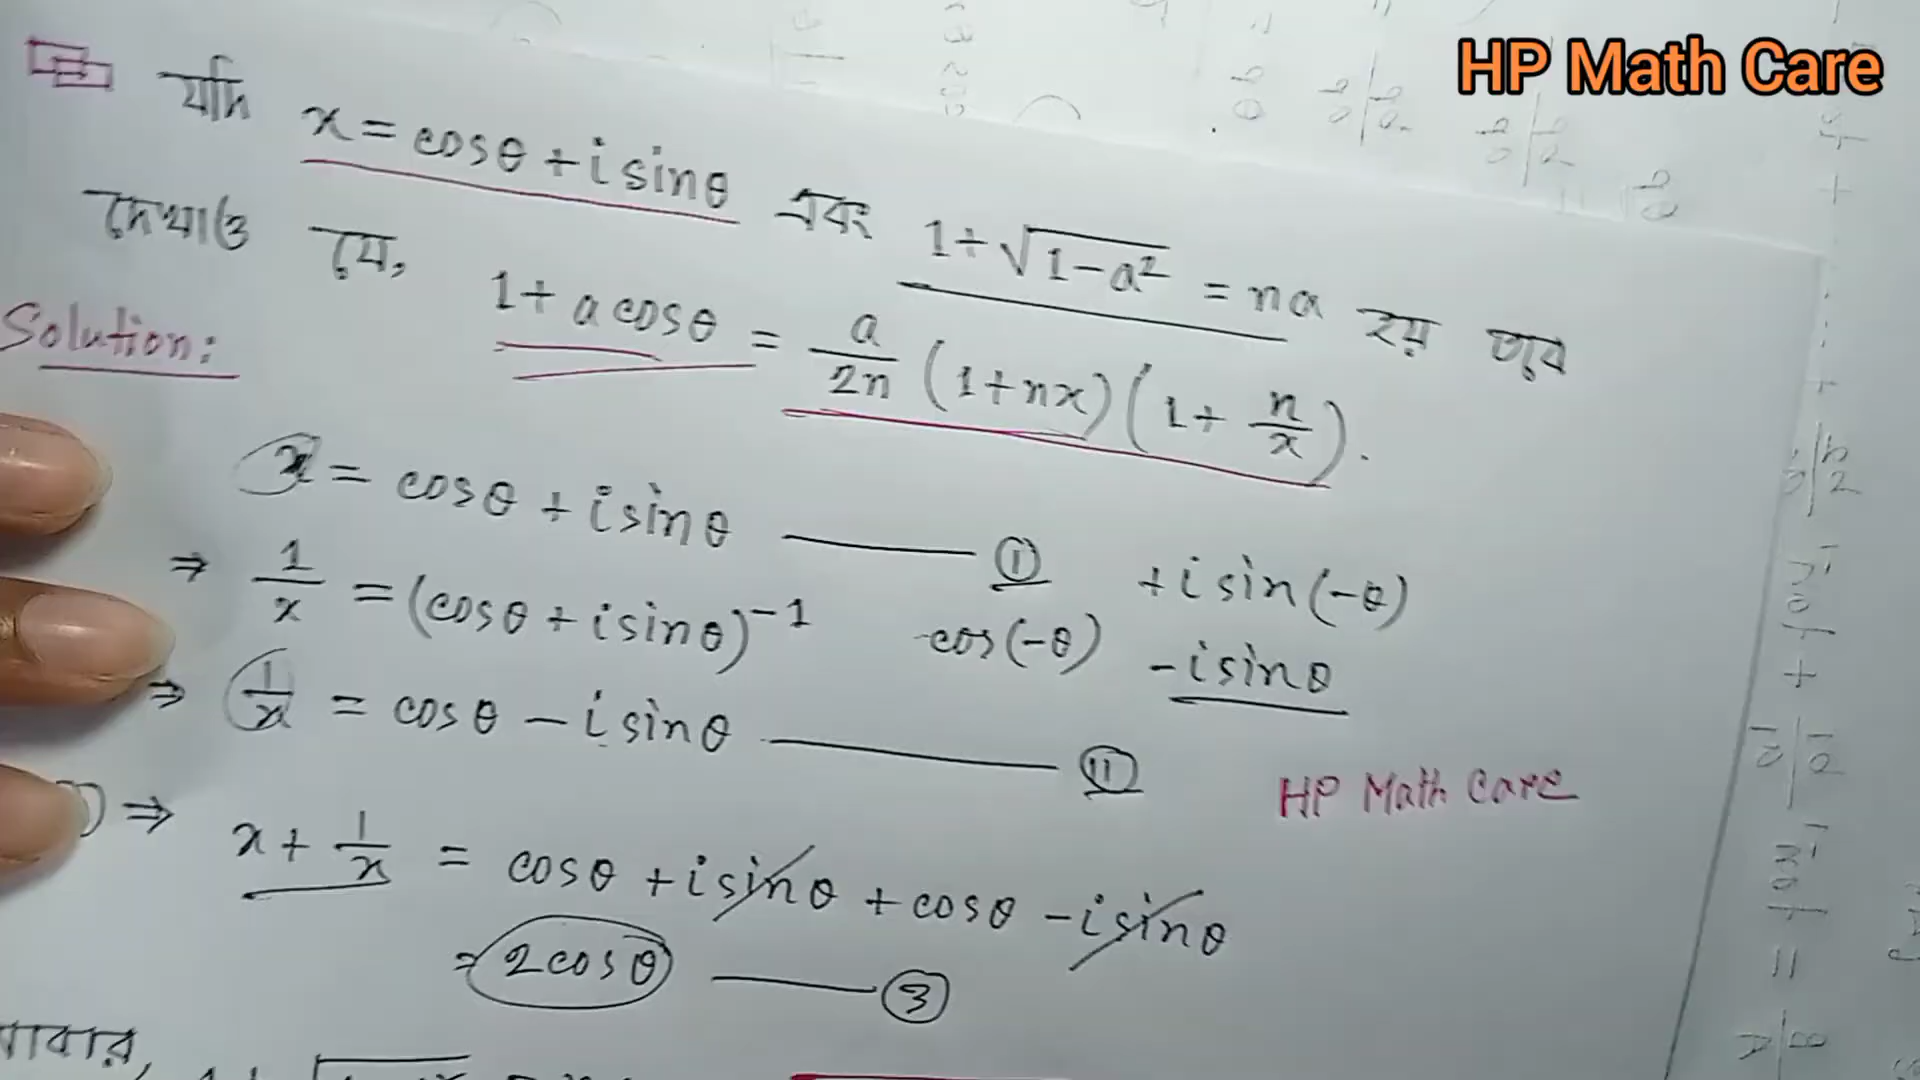 HP Math Care
যদি x = cosθ + i sinθ এবং 1+√(1-a²) = na হয় তবে
দেখাও যে, 1+ a cosθ = a/2n (1+nx)(1+ n/x).
Solution:
x = cosθ + i sinθ —— ①
+i sin(-θ)
⇒ 1/x = (cosθ + i sinθ)⁻¹
cos(-θ) -i sinθ
⇒ 1/x = cosθ - i sinθ —— ⑪
HP Math Care
⇒ x + 1/x = cosθ + i sinθ + cosθ - i sinθ
= 2cosθ —— ③